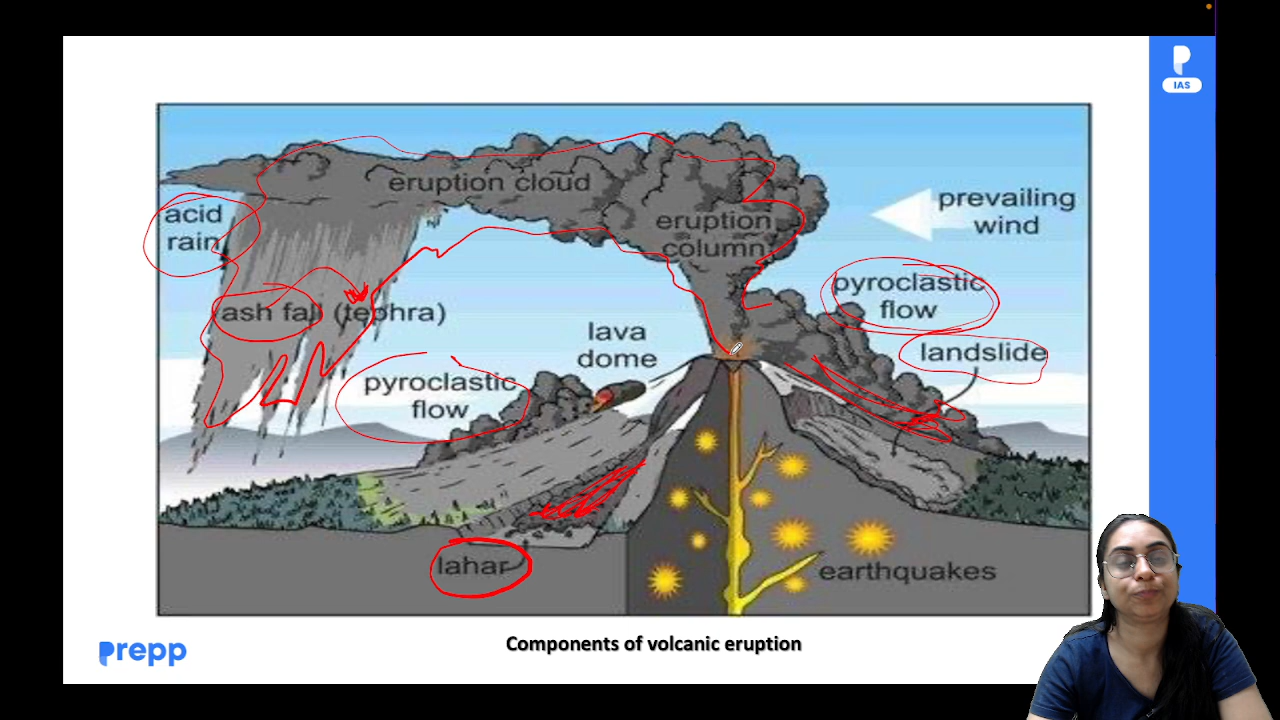 IAS
eruption cloud
acid
rain
eruption
column
prevailing
wind
pyroclastic
flow
ash fall (tephra)
lava
dome
landslide
pyroclastic
flow
lahar
earthquakes
Components of volcanic eruption
prepp